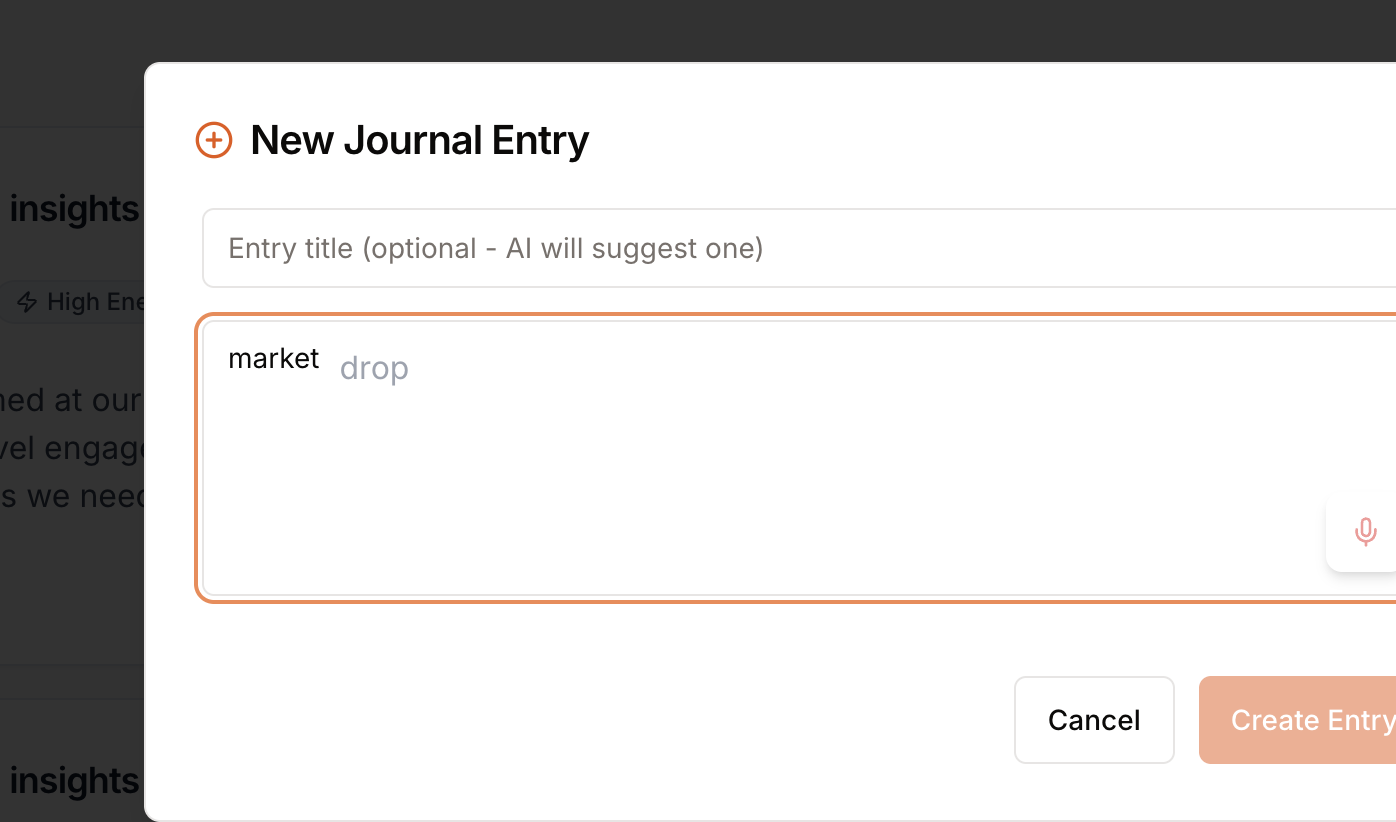 New Journal Entry
insights
Entry title (optional - AI will suggest one)
High Ene
market drop
ned at our
vel engage
s we need
Cancel
Create Entry
insights